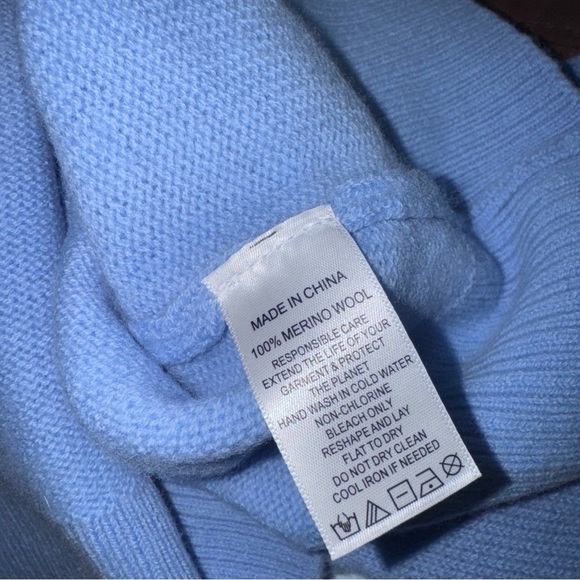 MADE IN CHINA
100% MERINO WOOL
RESPONSIBLE CARE
EXTEND THE LIFE OF YOUR
GARMENT & PROTECT
THE PLANET
HAND WASH IN COLD WATER
NON-CHLORINE
BLEACH ONLY
RESHAPE AND LAY
FLAT TO DRY
DO NOT DRY CLEAN
COOL IRON IF NEEDED